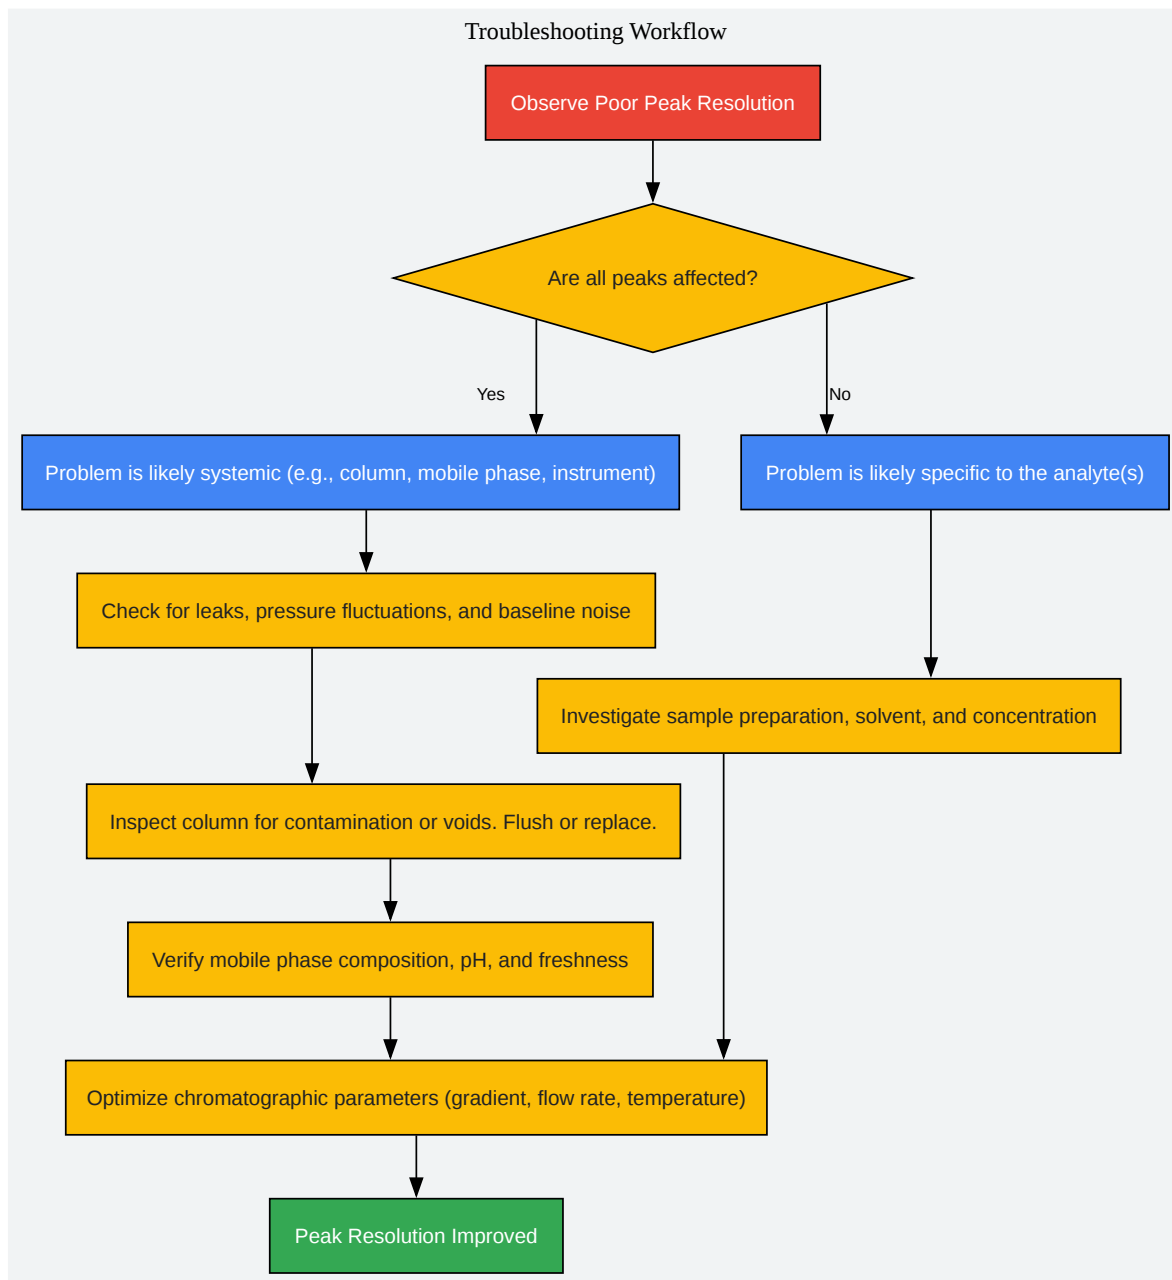 Troubleshooting Workflow
Observe Poor Peak Resolution
Are all peaks affected?
Yes
No
Problem is likely systemic (e.g., column, mobile phase, instrument)
Problem is likely specific to the analyte(s)
Check for leaks, pressure fluctuations, and baseline noise
Investigate sample preparation, solvent, and concentration
Inspect column for contamination or voids. Flush or replace.
Verify mobile phase composition, pH, and freshness
Optimize chromatographic parameters (gradient, flow rate, temperature)
Peak Resolution Improved